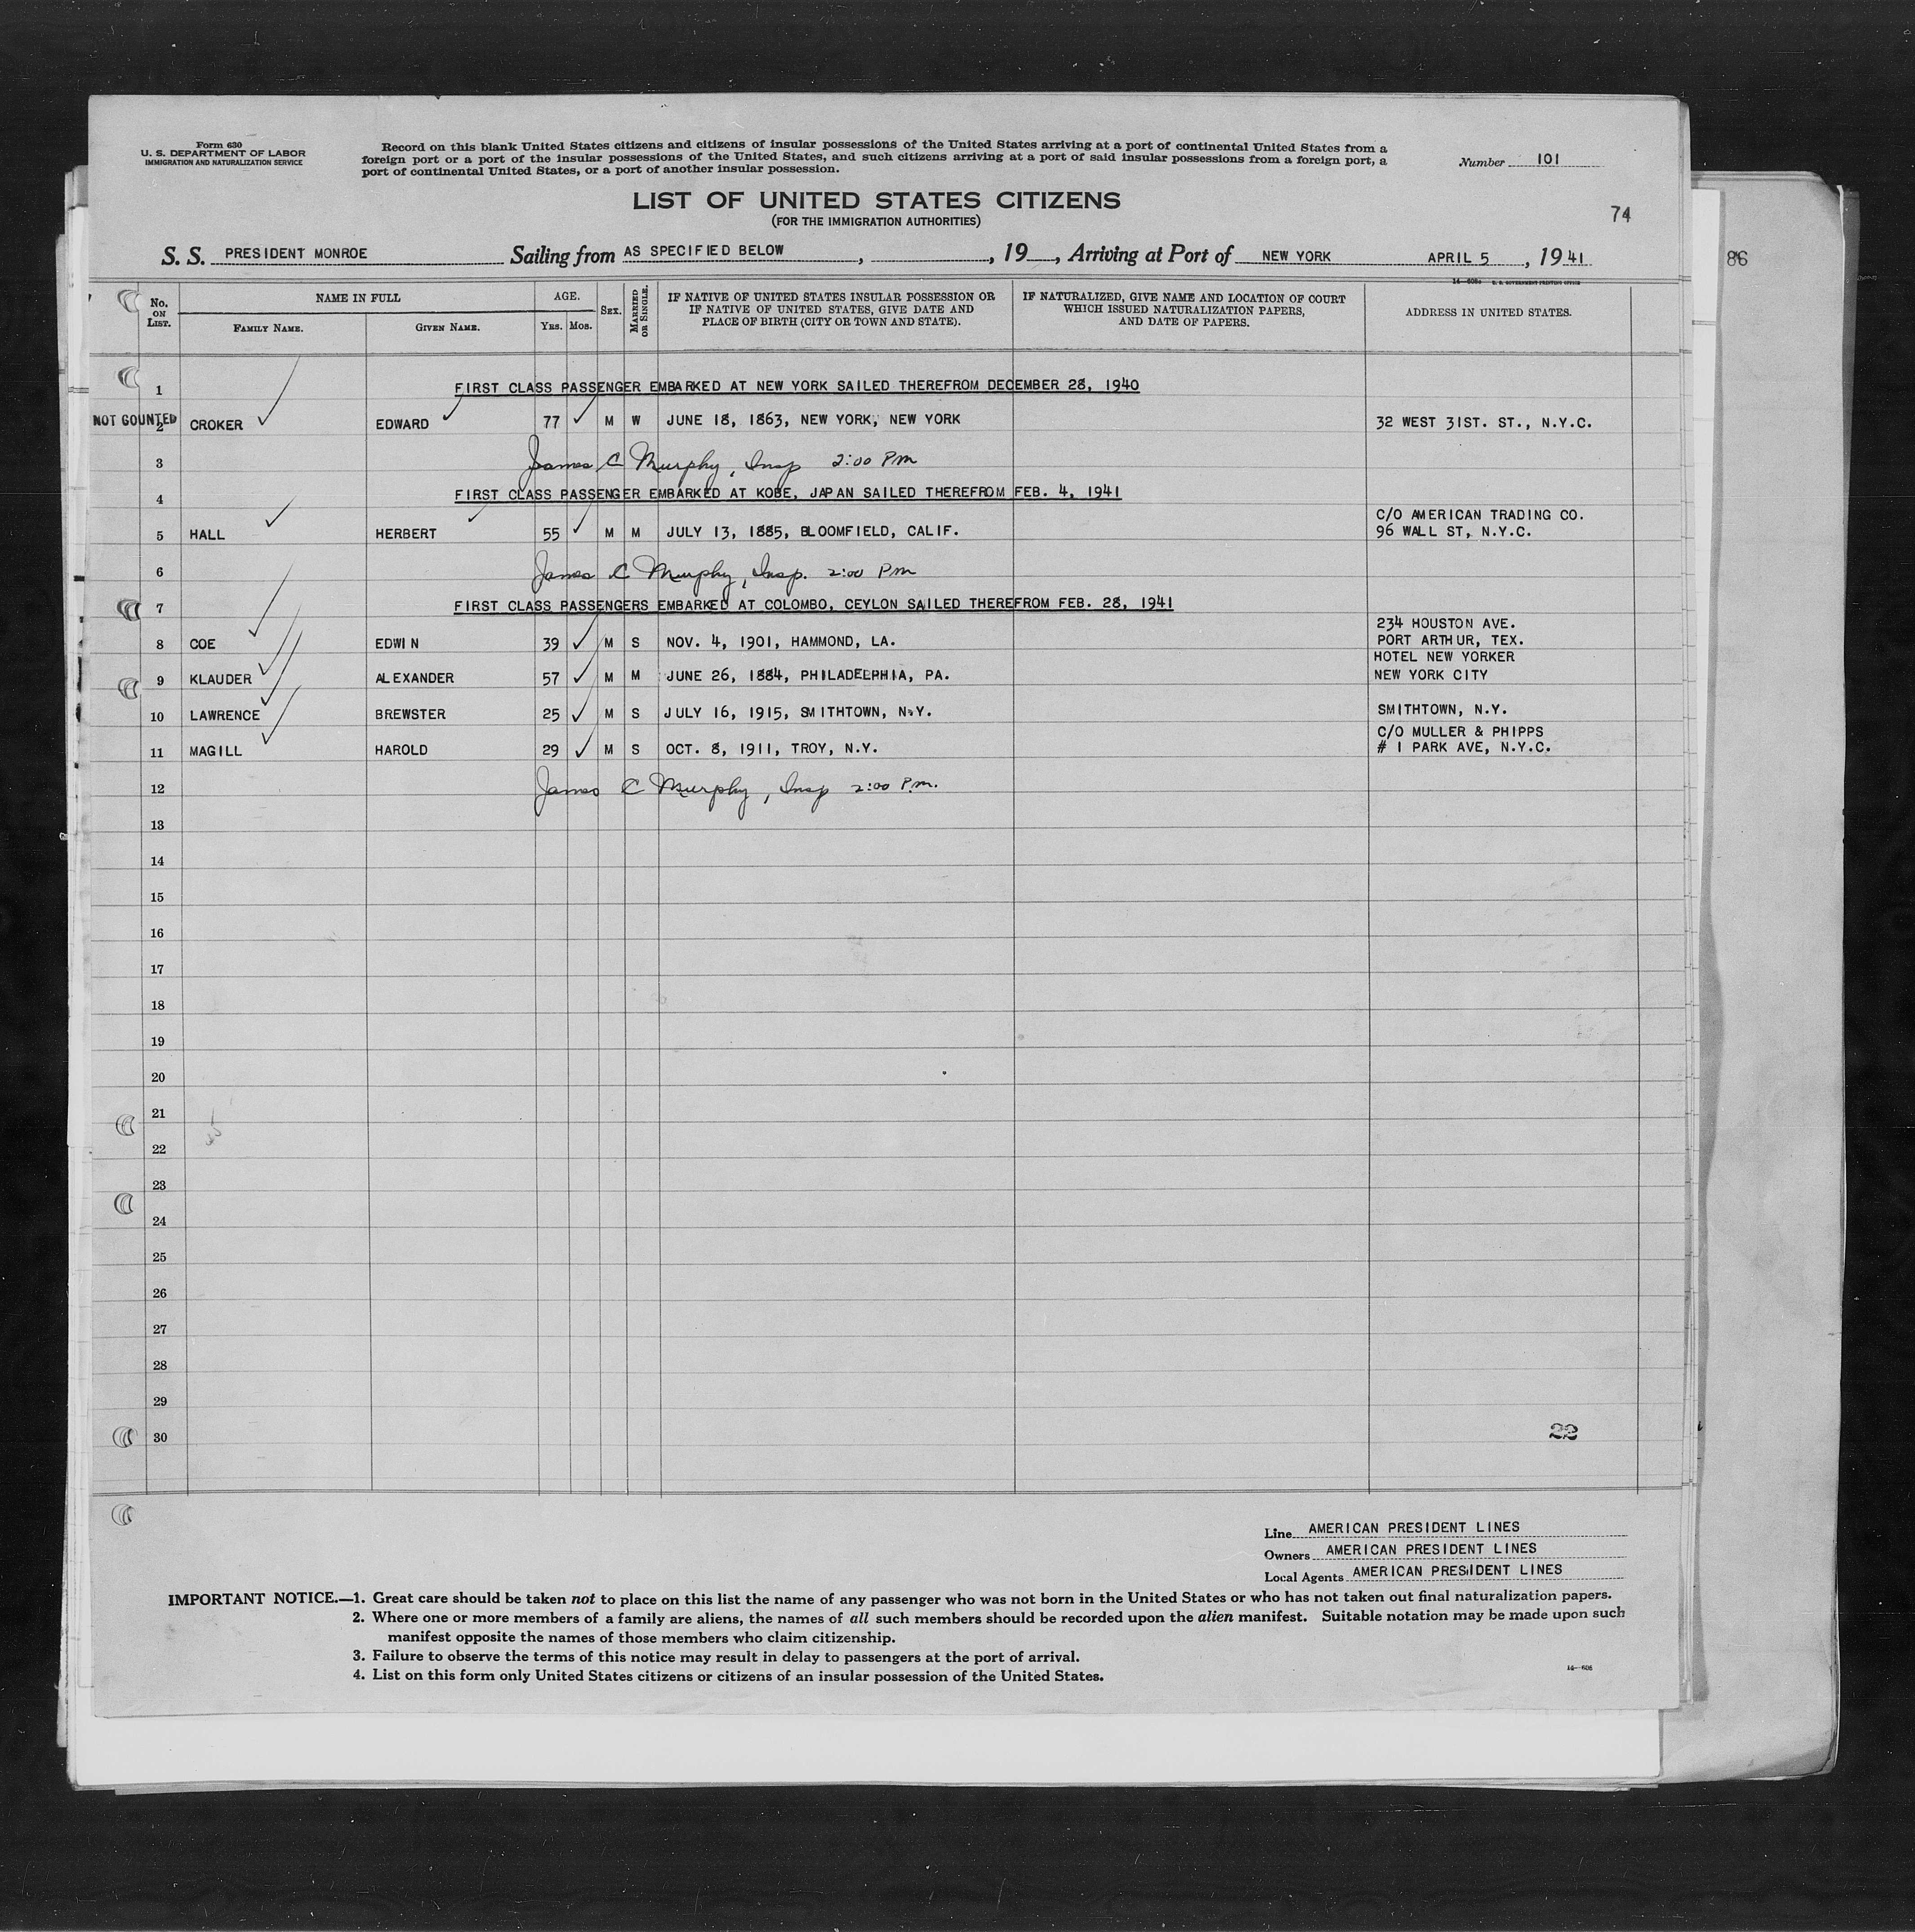 Form 630
U. S. DEPARTMENT OF LABOR
IMMIGRATION AND NATURALIZATION SERVICE
Record on this blank United States citizens and citizens of insular possessions of the United States arriving at a port of continental United States from a
foreign port or a port of the insular possessions of the United States, and such citizens arriving at a port of said insular possessions from a foreign port, a
port of continental United States, or a port of another insular possession.
Number 101
LIST OF UNITED STATES CITIZENS
(FOR THE IMMIGRATION AUTHORITIES)
74
S. S. PRESIDENT MONROE Sailing from AS SPECIFIED BELOW, , 19 , Arriving at Port of NEW YORK APRIL 5, 1941
86
No. ON LIST. NAME IN FULL AGE. SEX. MARRIED OR SINGLE. IF NATIVE OF UNITED STATES INSULAR POSSESSION OR IF NATIVE OF UNITED STATES, GIVE DATE AND PLACE OF BIRTH (CITY OR TOWN AND STATE). IF NATURALIZED, GIVE NAME AND LOCATION OF COURT WHICH ISSUED NATURALIZATION PAPERS, AND DATE OF PAPERS. ADDRESS IN UNITED STATES.
FAMILY NAME. GIVEN NAME. YRS. MOS.
1 FIRST CLASS PASSENGER EMBARKED AT NEW YORK SAILED THEREFROM DECEMBER 28, 1940
NOT COUNTED 2 CROKER EDWARD 77 M W JUNE 18, 1863, NEW YORK, NEW YORK 32 WEST 31ST. ST., N.Y.C.
3 James C Murphy, Insp 2:00 Pm
4 FIRST CLASS PASSENGER EMBARKED AT KOBE, JAPAN SAILED THEREFROM FEB. 4, 1941
C/O AMERICAN TRADING CO.
5 HALL HERBERT 55 M M JULY 13, 1885, BLOOMFIELD, CALIF. 96 WALL ST, N.Y.C.
6 James C Murphy, Insp. 2:00 Pm
7 FIRST CLASS PASSENGERS EMBARKED AT COLOMBO, CEYLON SAILED THEREFROM FEB. 28, 1941
234 HOUSTON AVE.
8 COE EDWIN 39 M S NOV. 4, 1901, HAMMOND, LA. PORT ARTHUR, TEX.
HOTEL NEW YORKER
9 KLAUDER ALEXANDER 57 M M JUNE 26, 1884, PHILADELPHIA, PA. NEW YORK CITY
10 LAWRENCE BREWSTER 25 M S JULY 16, 1915, SMITHTOWN, N.Y. SMITHTOWN, N.Y.
C/O MULLER & PHIPPS
11 MAGILL HAROLD 29 M S OCT. 8, 1911, TROY, N.Y. # 1 PARK AVE, N.Y.C.
12 James C Murphy, Insp 2:00 P.m.
13
14
15
16
17
18
19
20
21
22
23
24
25
26
27
28
29
30
22
Line AMERICAN PRESIDENT LINES
Owners AMERICAN PRESIDENT LINES
Local Agents AMERICAN PRESIDENT LINES
IMPORTANT NOTICE.—1. Great care should be taken not to place on this list the name of any passenger who was not born in the United States or who has not taken out final naturalization papers.
2. Where one or more members of a family are aliens, the names of all such members should be recorded upon the alien manifest. Suitable notation may be made upon such
manifest opposite the names of those members who claim citizenship.
3. Failure to observe the terms of this notice may result in delay to passengers at the port of arrival.
4. List on this form only United States citizens or citizens of an insular possession of the United States.